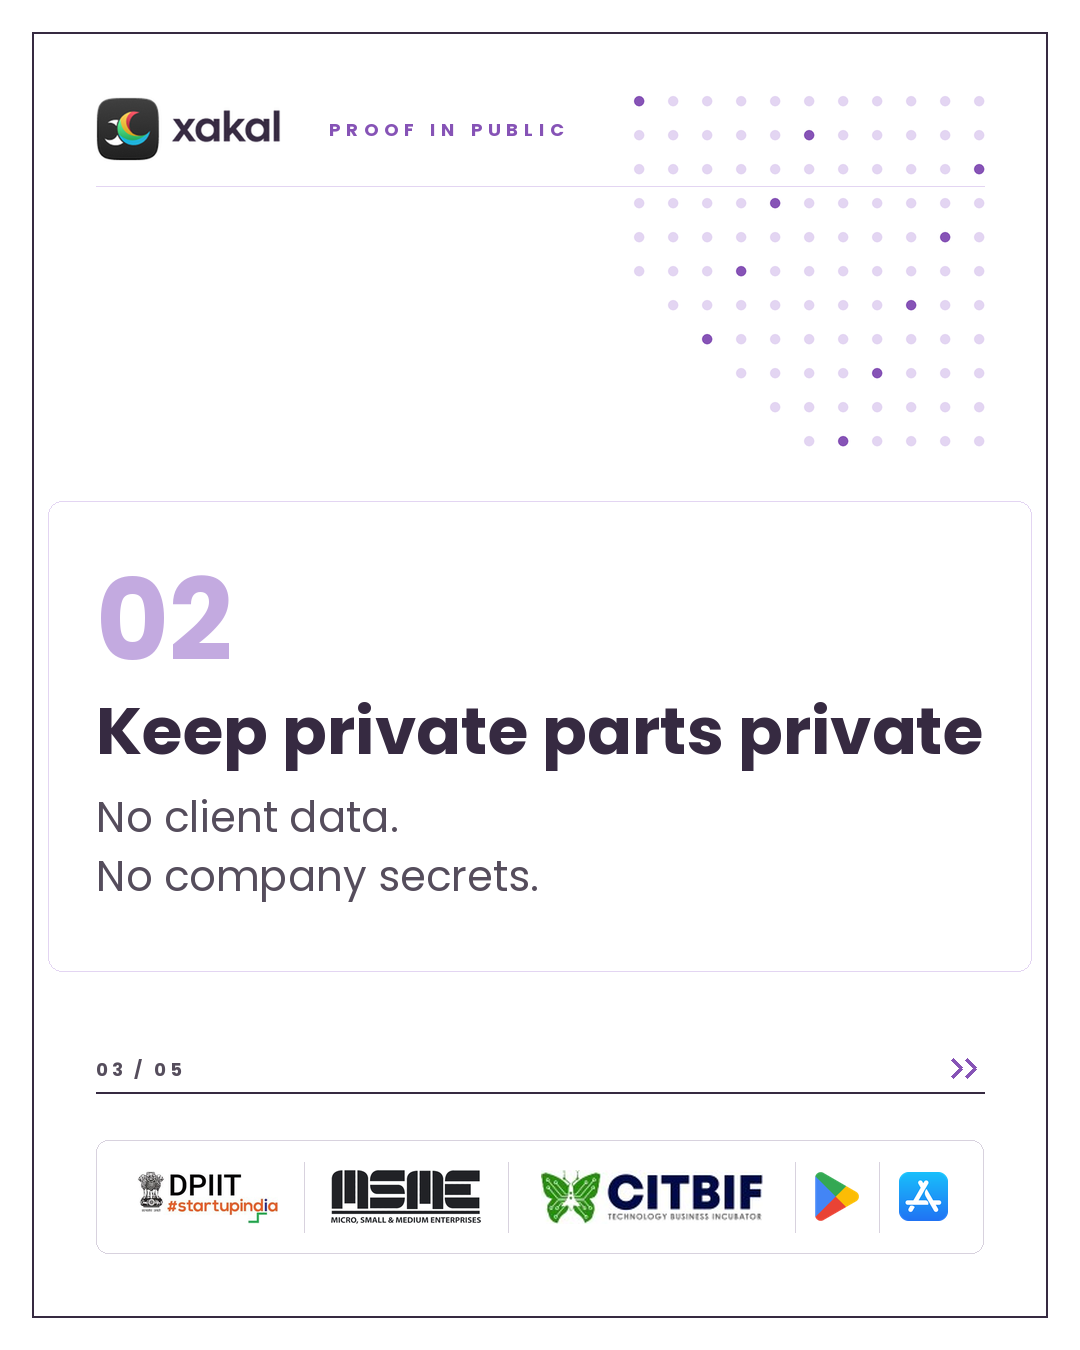 xakal
PROOF IN PUBLIC
02
Keep private parts private
No client data.
No company secrets.
03 / 05
DPIIT
#startupindia
MSME
MICRO, SMALL & MEDIUM ENTERPRISES
CITBIF
TECHNOLOGY BUSINESS INCUBATOR